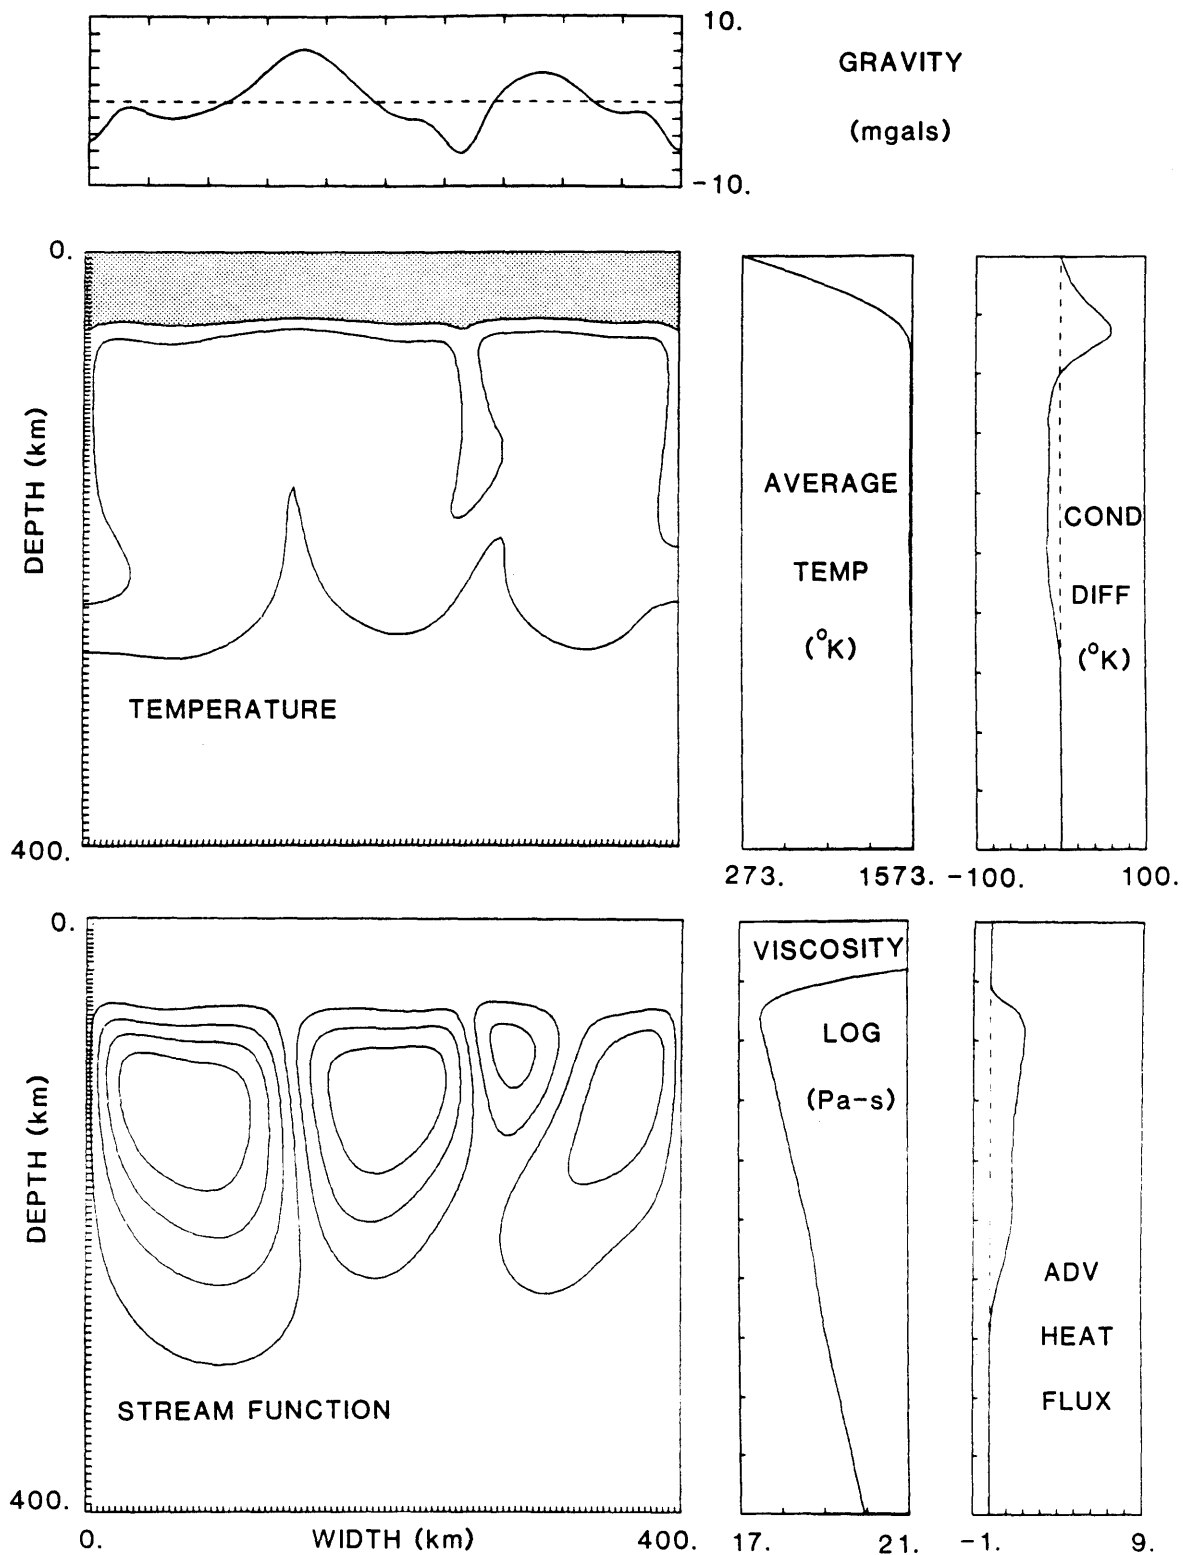 10.
GRAVITY
(mgals)
-10.
0.
DEPTH (km)
400.
TEMPERATURE
AVERAGE
TEMP
(°K)
273.
1573.
COND
DIFF
(°K)
-100.
100.
0.
DEPTH (km)
400.
STREAM FUNCTION
0.
WIDTH (km)
400.
VISCOSITY
LOG
(Pa-s)
17.
21.
ADV
HEAT
FLUX
-1.
9.